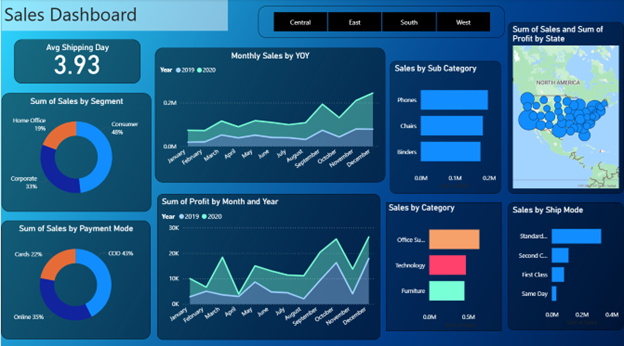 Sales Dashboard
Central East South West
Avg Shipping Day
3.93
Sum of Sales by Segment
Home Office
19%
Consumer
48%
Corporate
33%
Sum of Sales by Payment Mode
Cards 22%
COD 43%
Online 35%
Monthly Sales by YOY
Year 2019 2020
0.2M
0.0M
January February March April May June July August September October November December
Sum of Profit by Month and Year
Year 2019 2020
30K
20K
10K
0K
January February March April May June July August September October November December
Sales by Sub Category
Phones
Chairs
Binders
0.0M 0.1M 0.2M
Sales by Category
Office Su...
Technology
Furniture
0.0M 0.5M
Sum of Sales and Sum of
Profit by State
NORTH AMERICA
Sales by Ship Mode
Standard...
Second C...
First Class
Same Day
0.0M 0.2M 0.4M